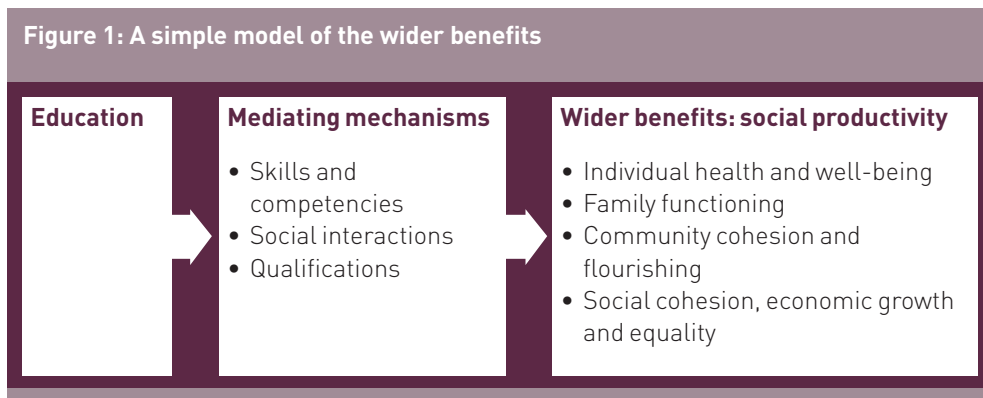 Figure 1: A simple model of the wider benefits
Education
Mediating mechanisms
• Skills and
competencies
• Social interactions
• Qualifications
Wider benefits: social productivity
• Individual health and well-being
• Family functioning
• Community cohesion and
flourishing
• Social cohesion, economic growth
and equality